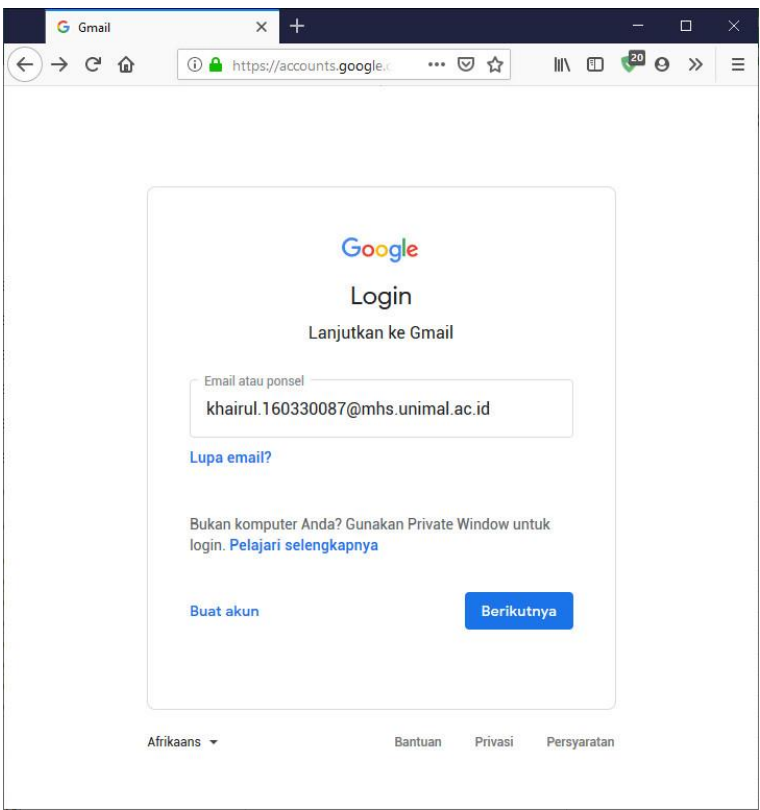 Gmail
https://accounts.google.
20
Google
Login
Lanjutkan ke Gmail
Email atau ponsel
khairul.160330087@mhs.unimal.ac.id
Lupa email?
Bukan komputer Anda? Gunakan Private Window untuk
login. Pelajari selengkapnya
Buat akun
Berikutnya
Afrikaans
Bantuan
Privasi
Persyaratan